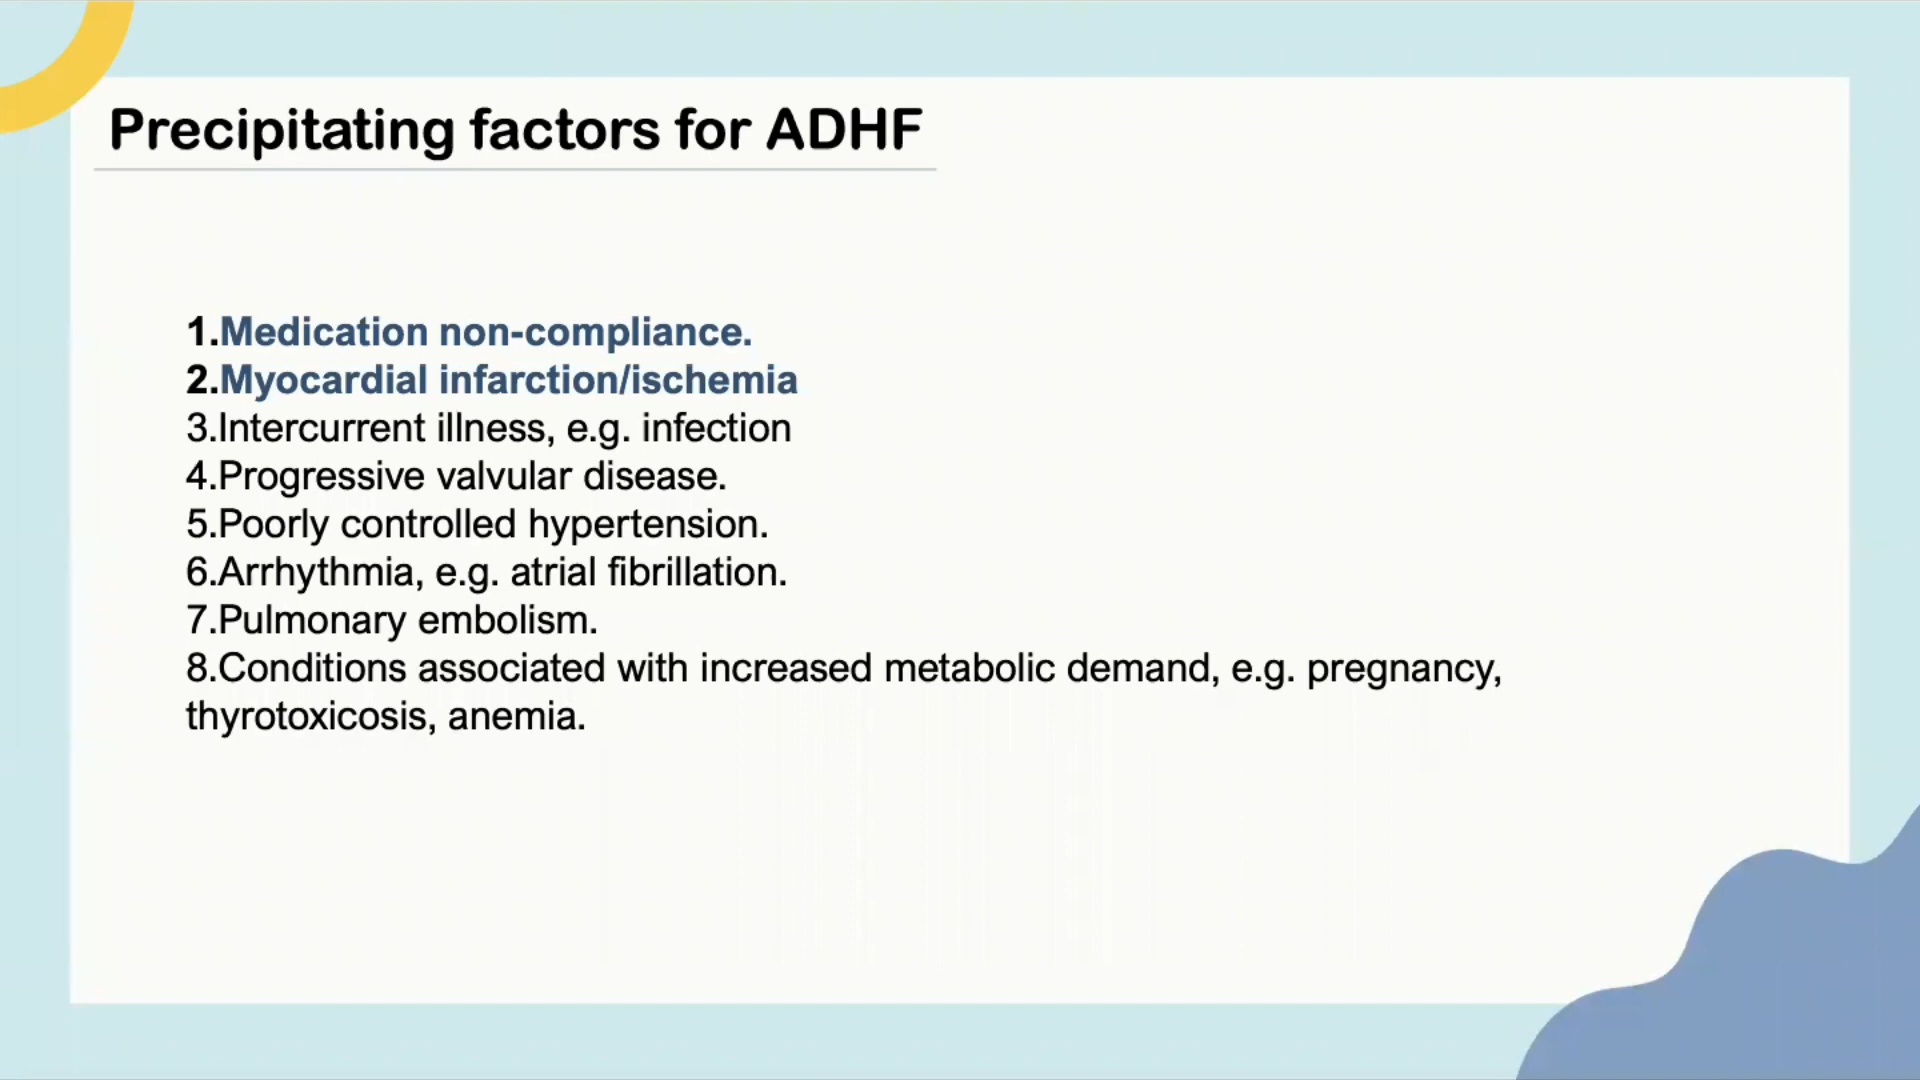 Precipitating factors for ADHF
1.Medication non-compliance.
2.Myocardial infarction/ischemia
3.Intercurrent illness, e.g. infection
4.Progressive valvular disease.
5.Poorly controlled hypertension.
6.Arrhythmia, e.g. atrial fibrillation.
7.Pulmonary embolism.
8.Conditions associated with increased metabolic demand, e.g. pregnancy,
thyrotoxicosis, anemia.